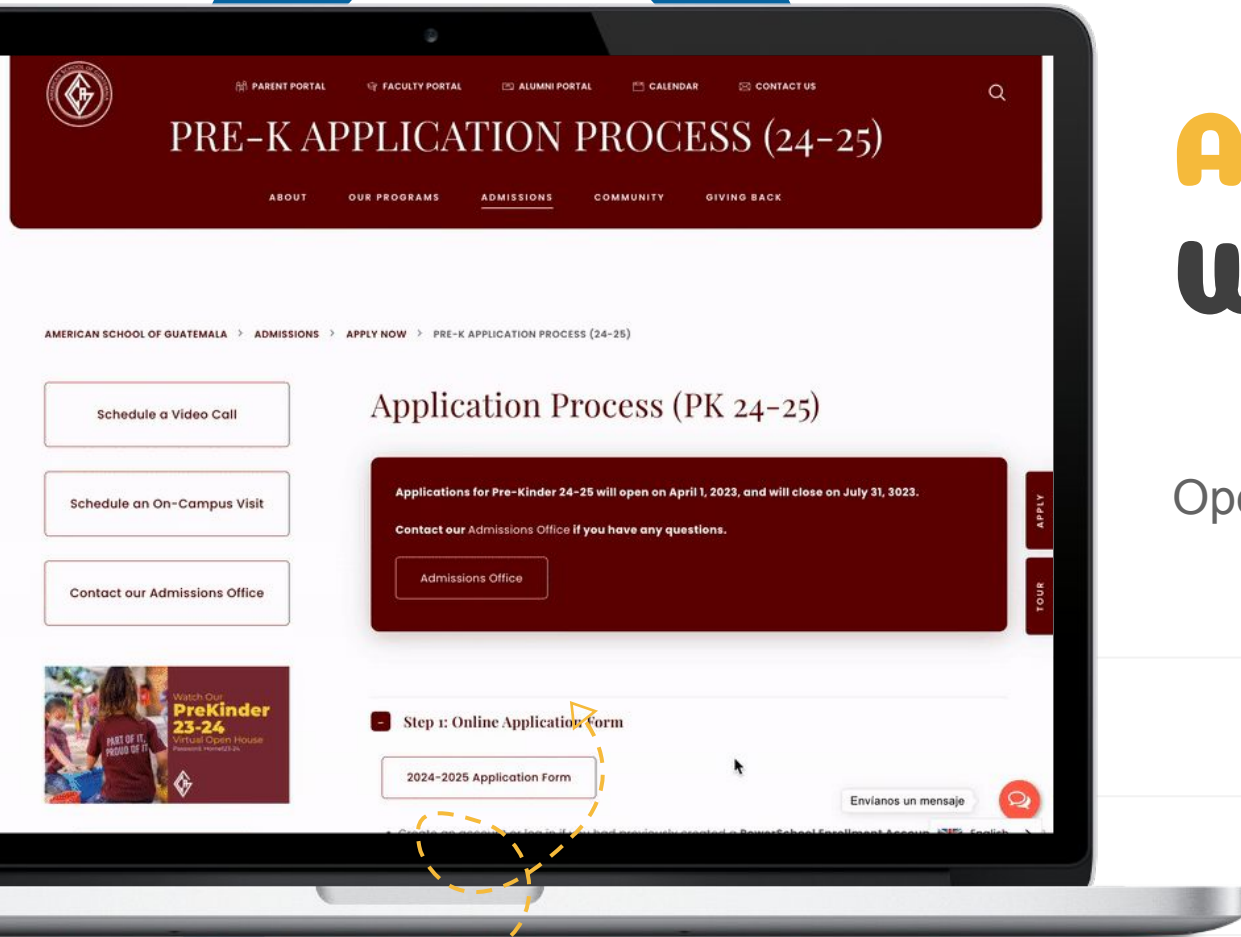 PARENT PORTAL
FACULTY PORTAL
ALUMNI PORTAL
CALENDAR
CONTACT US
PRE-K APPLICATION PROCESS (24-25)
ABOUT
OUR PROGRAMS
ADMISSIONS
COMMUNITY
GIVING BACK
AMERICAN SCHOOL OF GUATEMALA > ADMISSIONS > APPLY NOW > PRE-K APPLICATION PROCESS (24-25)
Schedule a Video Call
Schedule an On-Campus Visit
Contact our Admissions Office
Watch Our
PreKinder
23-24
Virtual Open House
PART OF IT,
PROUD OF IT
Application Process (PK 24-25)
Applications for Pre-Kinder 24-25 will open on April 1, 2023, and will close on July 31, 3023.
Contact our Admissions Office if you have any questions.
Admissions Office
APPLY
TOUR
- Step 1: Online Application Form
2024-2025 Application Form
Envíanos un mensaje
English
A
W
Ope